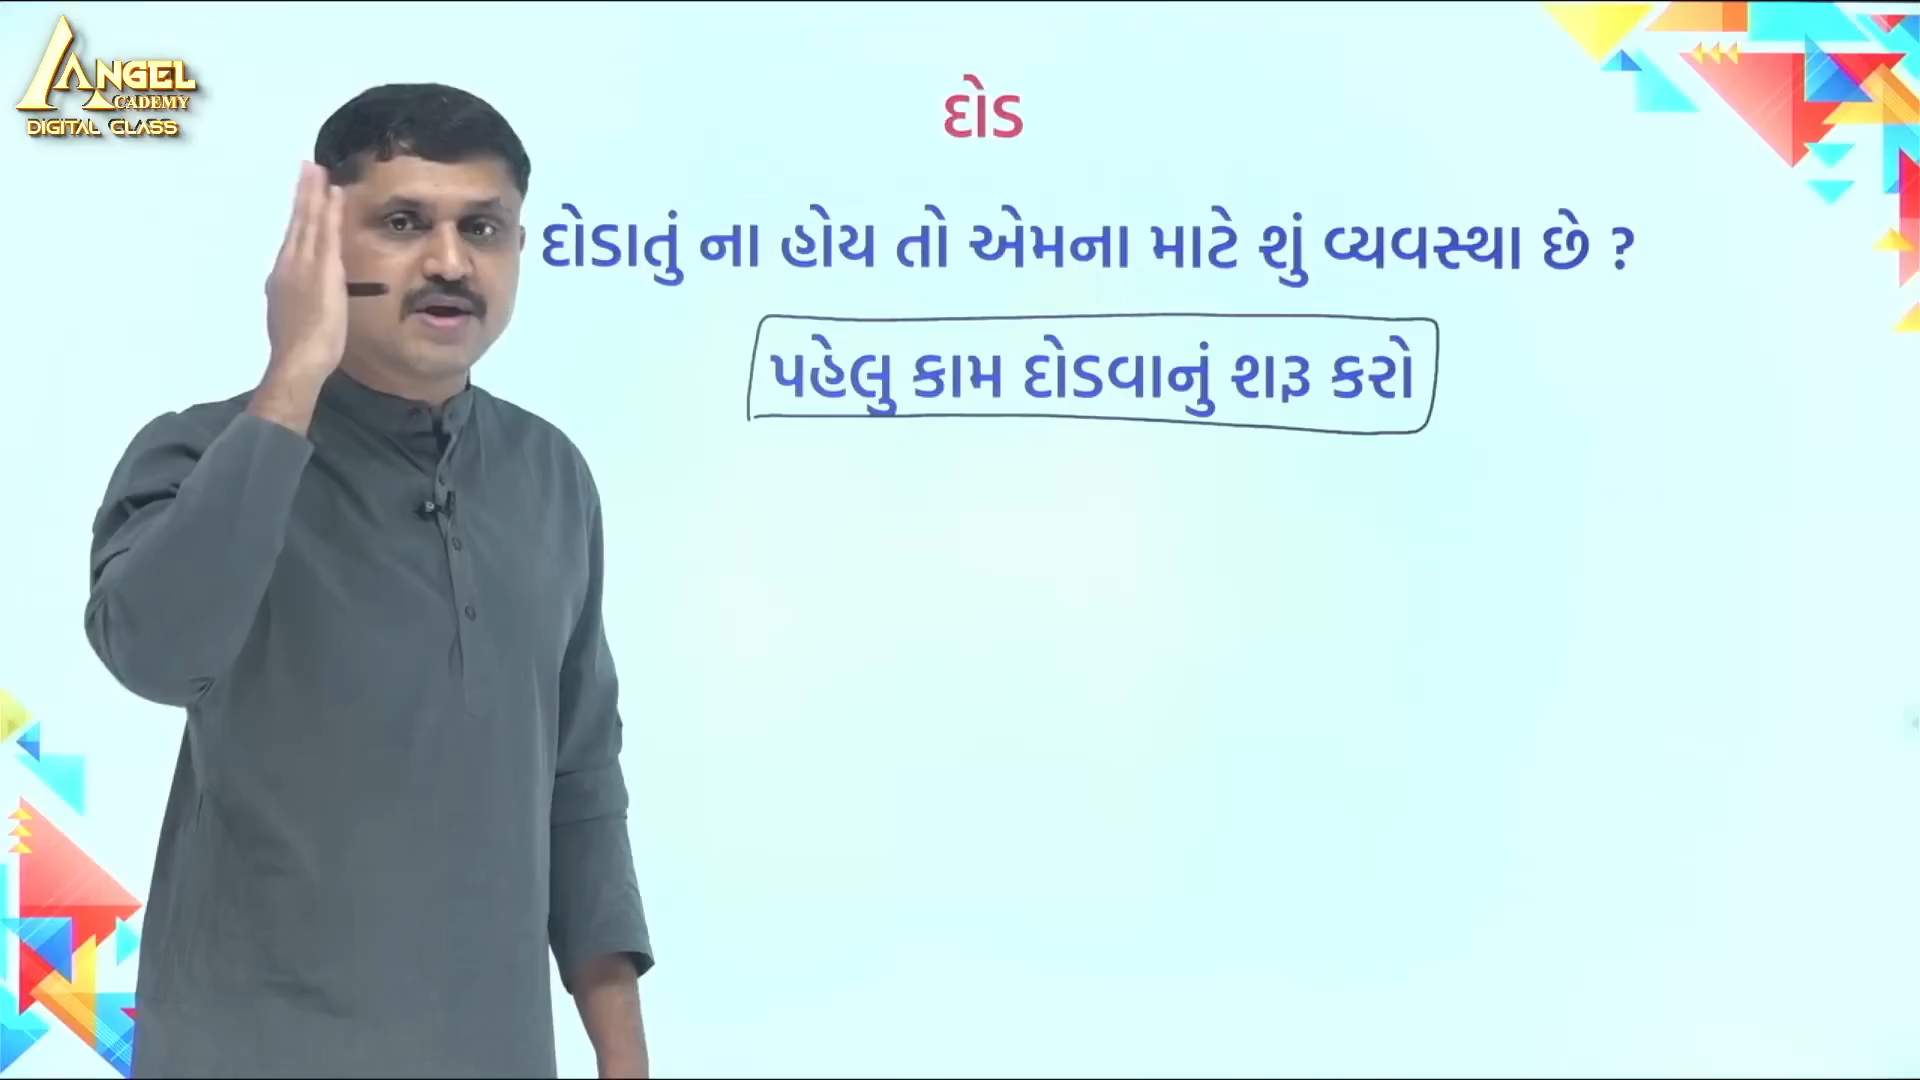 ANGEL
ACADEMY
DIGITAL CLASS
દોડ
દોડાતું ના હોય તો એમના માટે શું વ્યવસ્થા છે ?
પહેલુ કામ દોડવાનું શરૂ કરો